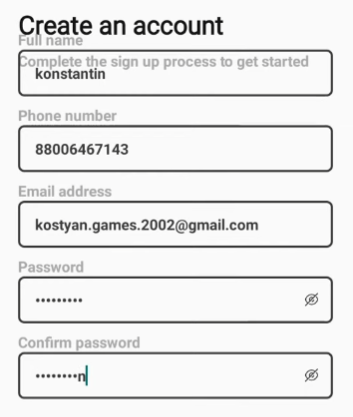 Create an account
Full name
Complete the sign up process to get started
konstantin
Phone number
88006467143
Email address
kostyan.games.2002@gmail.com
Password
•••••••••
Confirm password
••••••••n